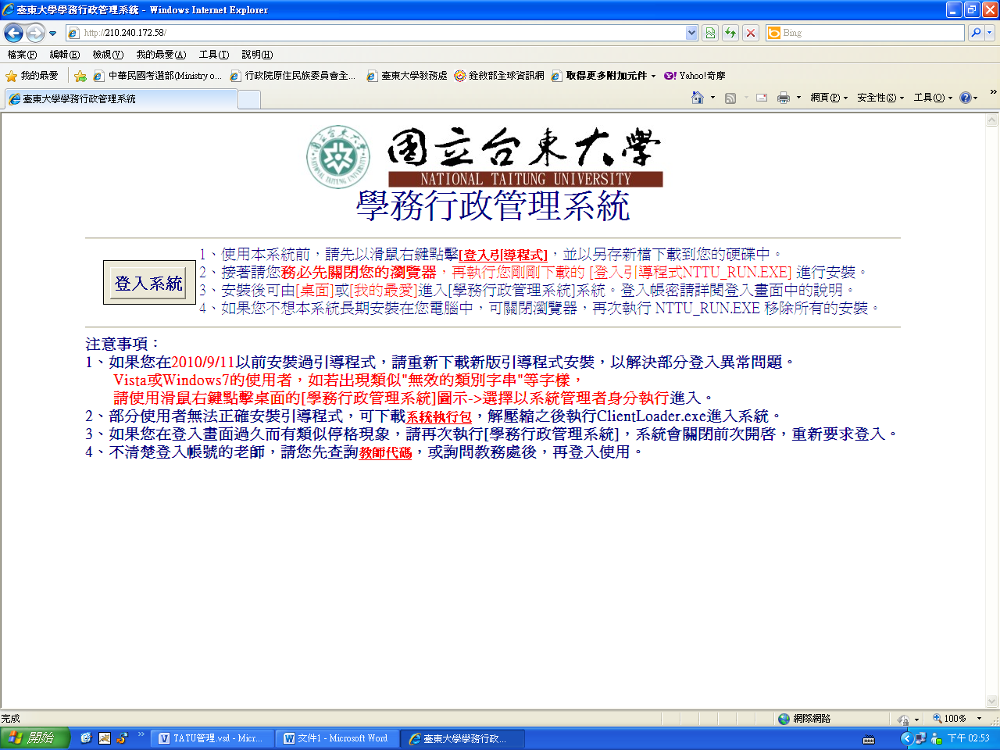 臺東大學學務行政管理系統 - Windows Internet Explorer
http://210.240.172.58/
Bing
檔案(F) 編輯(E) 檢視(V) 我的最愛(A) 工具(T) 說明(H)
我的最愛 中華民國考選部(Ministry o... 行政院原住民族委員會全... 臺東大學教務處 銓敘部全球資訊網 取得更多附加元件 Yahoo!奇摩
臺東大學學務行政管理系統 網頁(P) 安全性(S) 工具(O)
國立台東大學
NATIONAL TAITUNG UNIVERSITY
學務行政管理系統
登入系統
1、使用本系統前，請先以滑鼠右鍵點擊[登入引導程式]，並以另存新檔下載到您的硬碟中。
2、接著請您務必先關閉您的瀏覽器，再執行您剛剛下載的 [登入引導程式NTTU_RUN.EXE] 進行安裝。
3、安裝後可由[桌面]或[我的最愛]進入[學務行政管理系統]系統。登入帳密請詳閱登入畫面中的說明。
4、如果您不想本系統長期安裝在您電腦中，可關閉瀏覽器，再次執行 NTTU_RUN.EXE 移除所有的安裝。
注意事項：
1、如果您在2010/9/11以前安裝過引導程式，請重新下載新版引導程式安裝，以解決部分登入異常問題。
Vista或Windows7的使用者，如若出現類似"無效的類別字串"等字樣，
請使用滑鼠右鍵點擊桌面的[學務行政管理系統]圖示->選擇以系統管理者身分執行進入。
2、部分使用者無法正確安裝引導程式，可下載系統執行包，解壓縮之後執行ClientLoader.exe進入系統。
3、如果您在登入畫面過久而有類似停格現象，請再次執行[學務行政管理系統]，系統會關閉前次開啓，重新要求登入。
4、不清楚登入帳號的老師，請您先查詢教師代碼，或詢問教務處後，再登入使用。
完成 網際網路 100%
開始 TATU管理.vsd - Micr... 文件1 - Microsoft Word 臺東大學學務行政... 下午 02:53